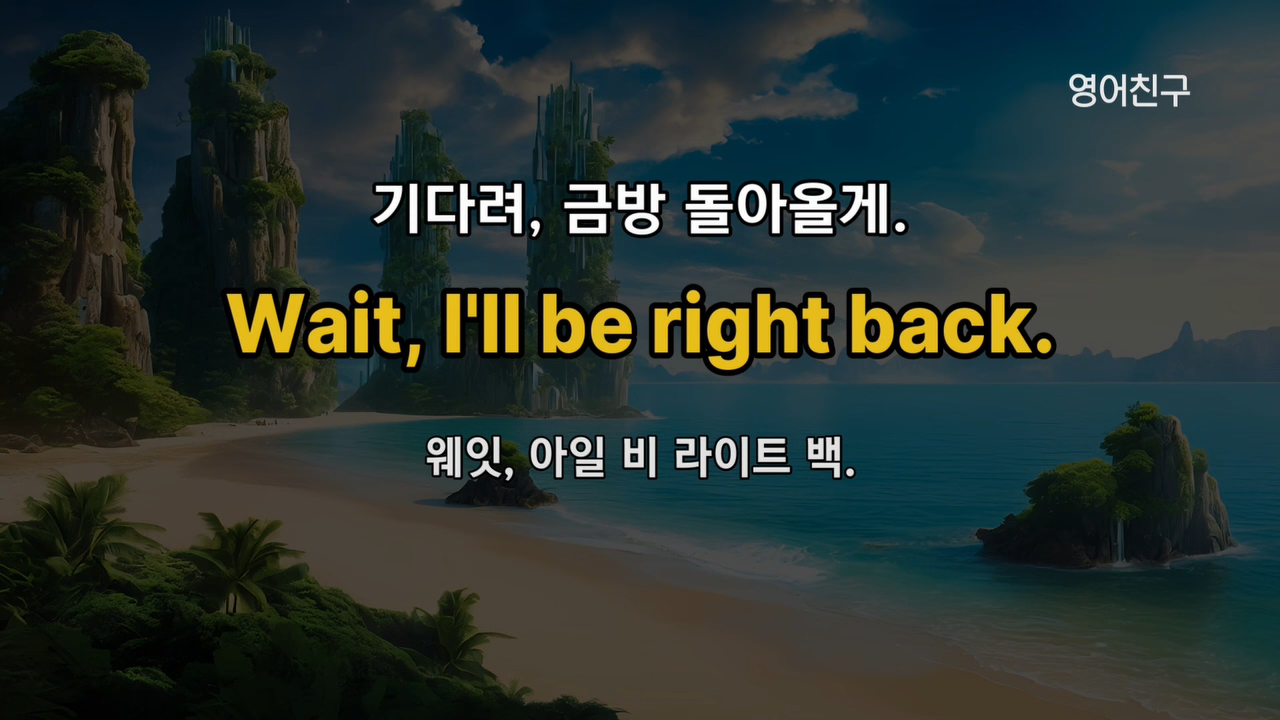 영어친구
기다려, 금방 돌아올게.
Wait, I'll be right back.
웨잇, 아일 비 라이트 백.